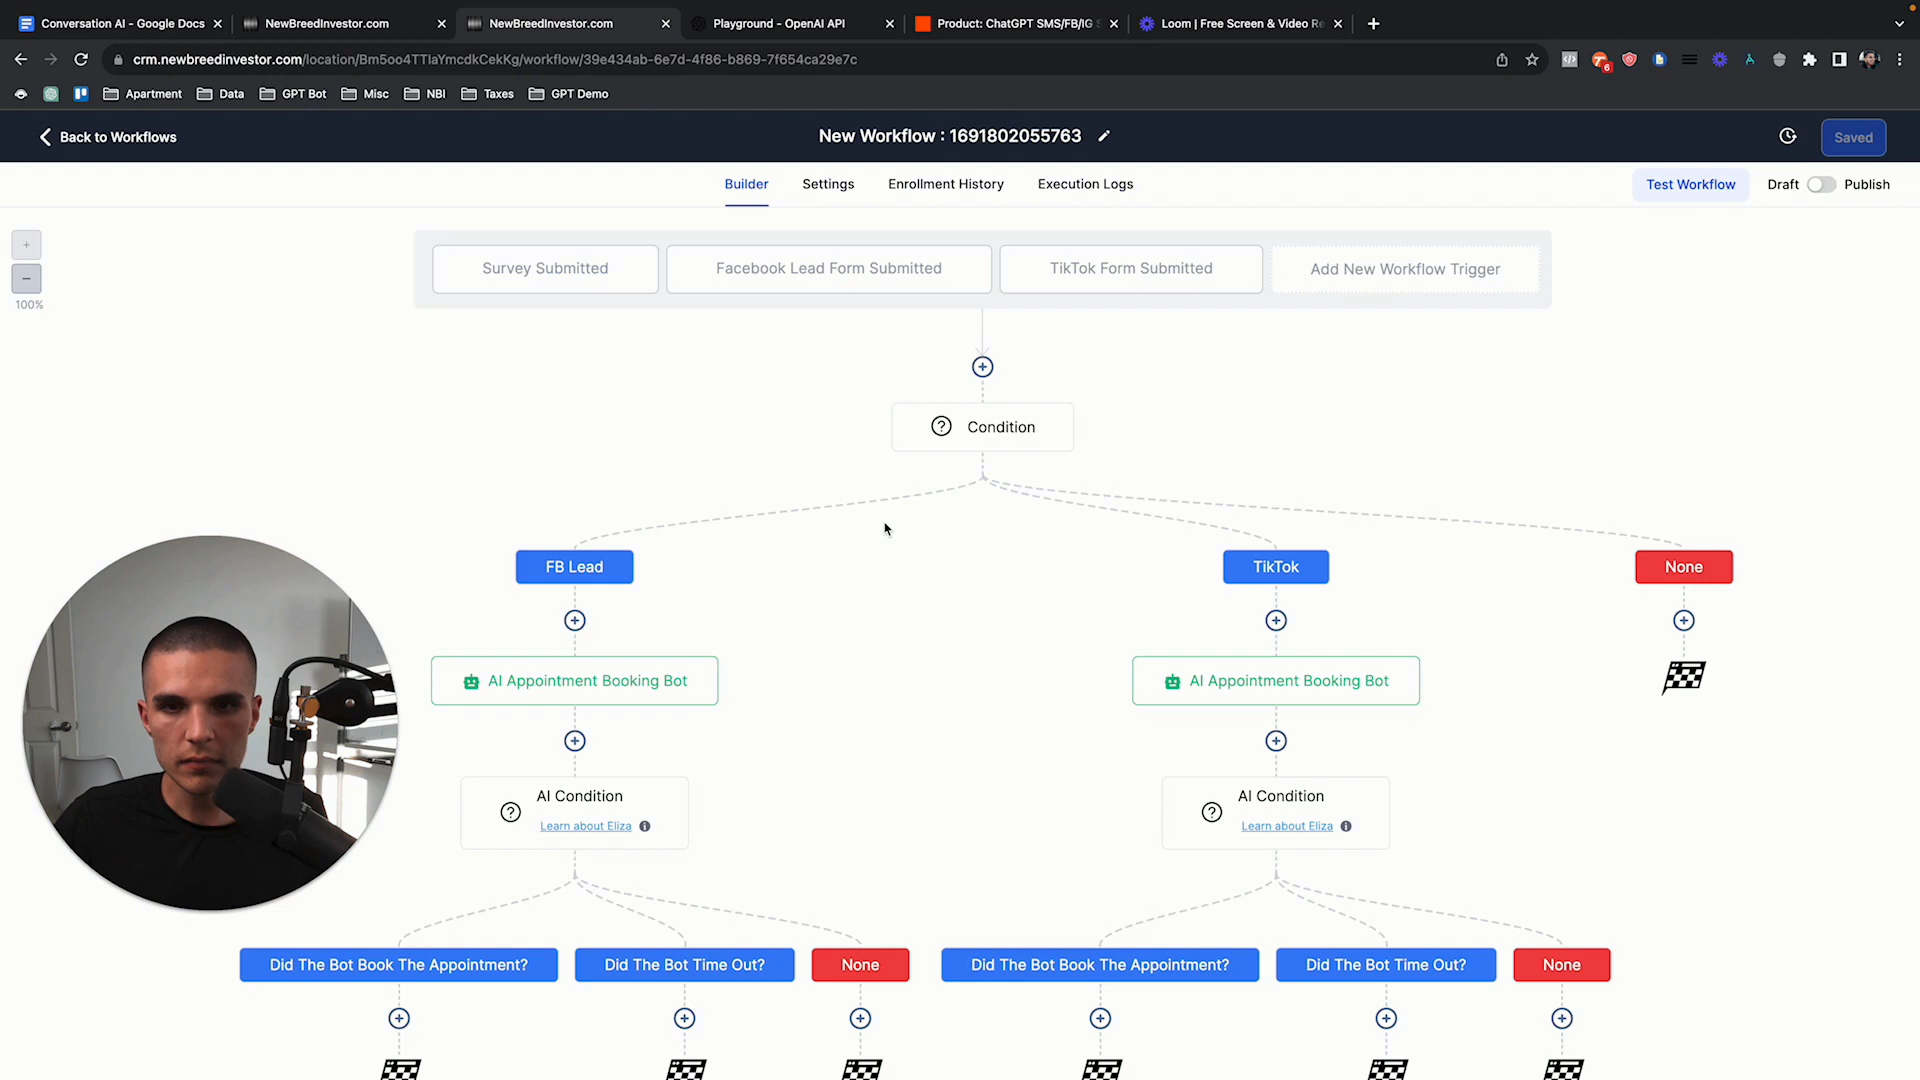 Conversation AI - Google Docs
NewBreedInvestor.com
NewBreedInvestor.com
Playground - OpenAI API
Product: ChatGPT SMS/FB/IG S
Loom | Free Screen & Video Re
crm.newbreedinvestor.com/location/Bm5oo4TTIaYmcdkCekKg/workflow/39e434ab-6e7d-4f86-b869-7f654ca29e7c
6
Apartment
Data
GPT Bot
Misc
NBI
Taxes
GPT Demo
Back to Workflows
New Workflow : 1691802055763
Saved
Builder
Settings
Enrollment History
Execution Logs
Test Workflow
Draft
Publish
100%
Survey Submitted
Facebook Lead Form Submitted
TikTok Form Submitted
Add New Workflow Trigger
Condition
FB Lead
TikTok
None
AI Appointment Booking Bot
AI Appointment Booking Bot
AI Condition
Learn about Eliza
AI Condition
Learn about Eliza
Did The Bot Book The Appointment?
Did The Bot Time Out?
None
Did The Bot Book The Appointment?
Did The Bot Time Out?
None